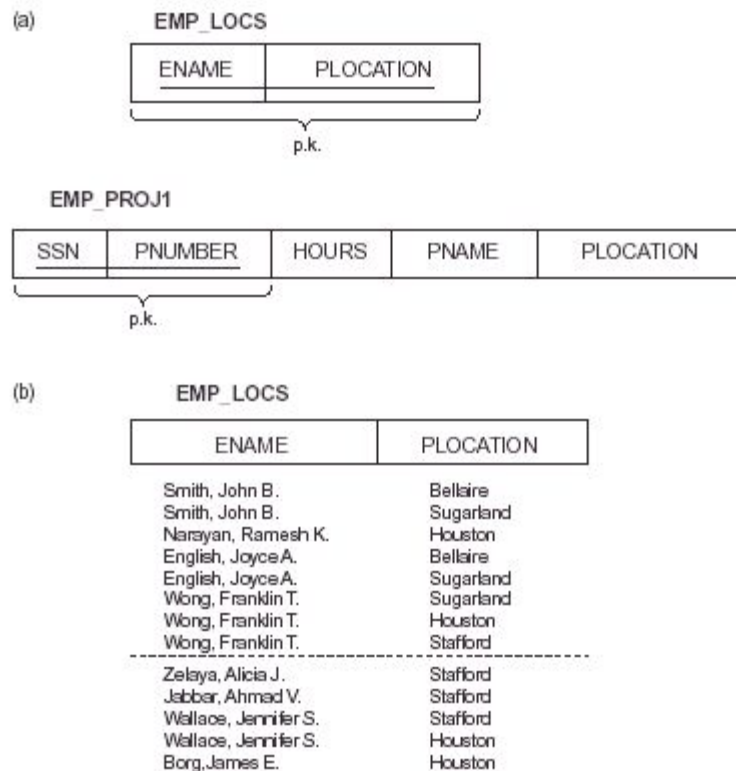 (a) EMP_LOCS
ENAME PLOCATION
p.k.
EMP_PROJ1
SSN PNUMBER HOURS PNAME PLOCATION
p.k.
(b) EMP_LOCS
ENAME PLOCATION
Smith, John B. Bellaire
Smith, John B. Sugarland
Narayan, Ramesh K. Houston
English, Joyce A. Bellaire
English, Joyce A. Sugarland
Wong, Franklin T. Sugarland
Wong, Franklin T. Houston
Wong, Franklin T. Stafford
Zelaya, Alicia J. Stafford
Jabbar, Ahmad V. Stafford
Wallace, Jennifer S. Stafford
Wallace, Jennifer S. Houston
Borg,James E. Houston